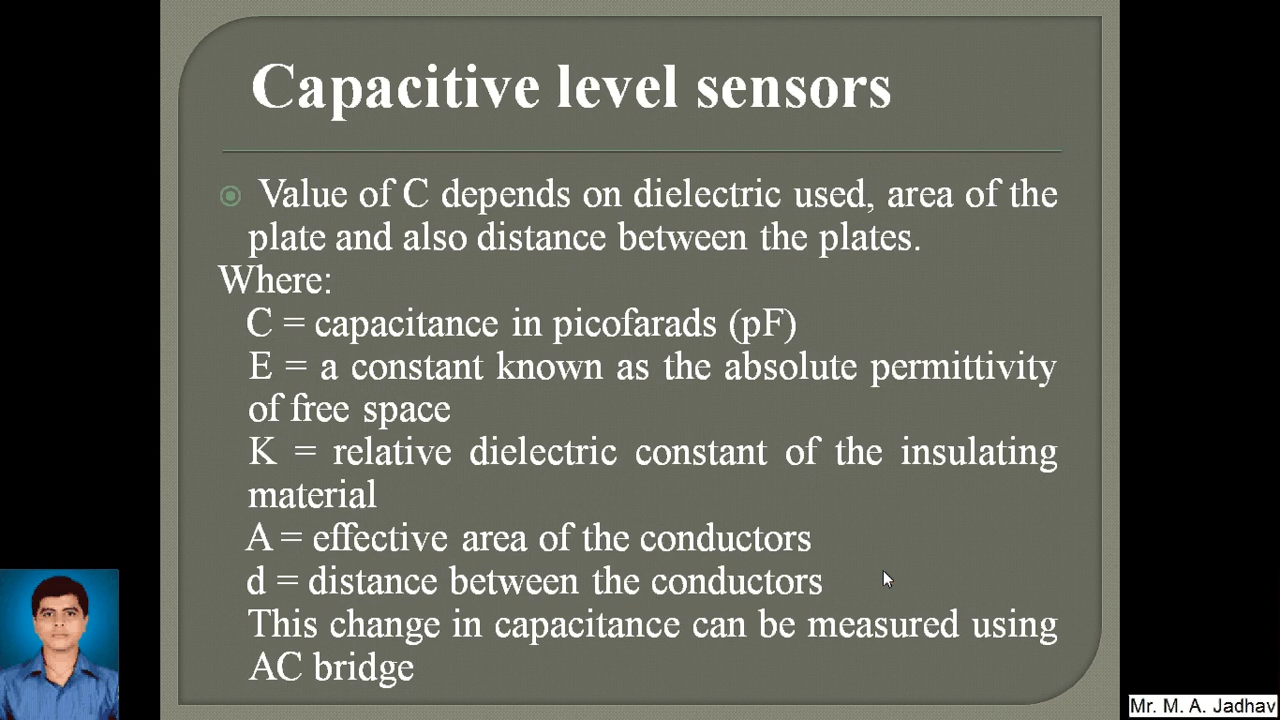 Capacitive level sensors
Value of C depends on dielectric used, area of the
plate and also distance between the plates.
Where:
C = capacitance in picofarads (pF)
E = a constant known as the absolute permittivity
of free space
K = relative dielectric constant of the insulating
material
A = effective area of the conductors
d = distance between the conductors
This change in capacitance can be measured using
AC bridge
Mr. M. A. Jadhav